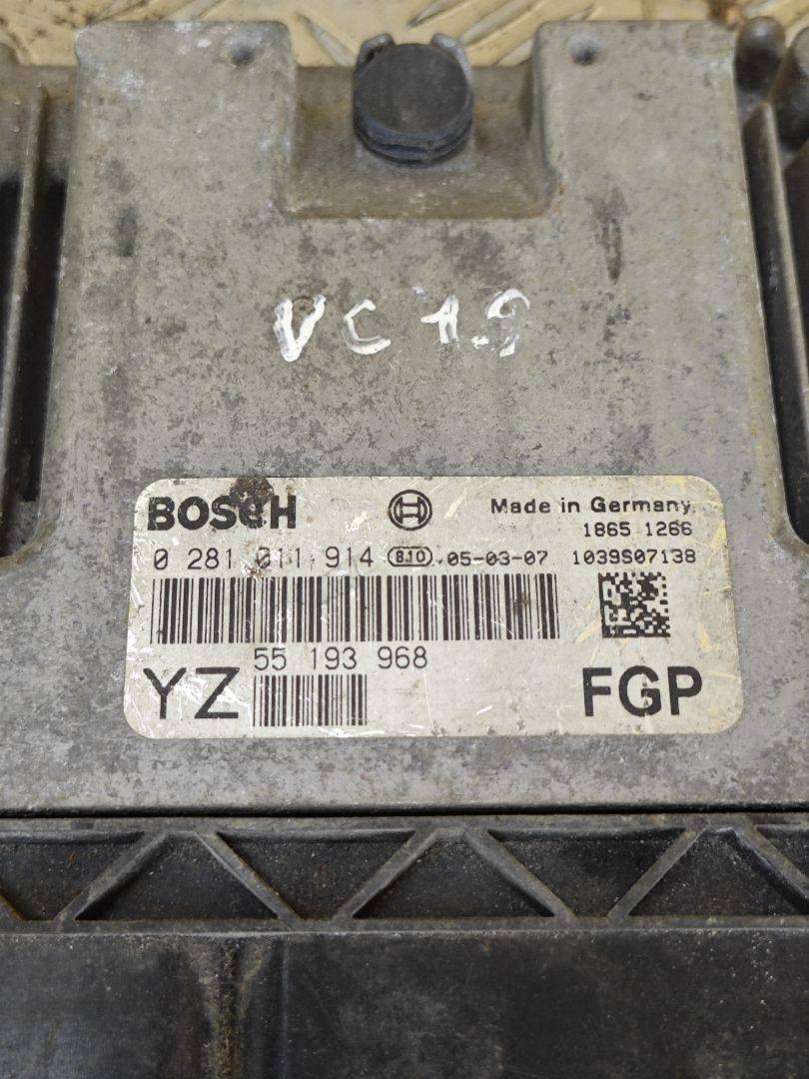 VC 1.9
BOSCH Made in Germany
1865 1266
0 281 011 914 810 05-03-07 1039S07138
55 193 968
YZ FGP